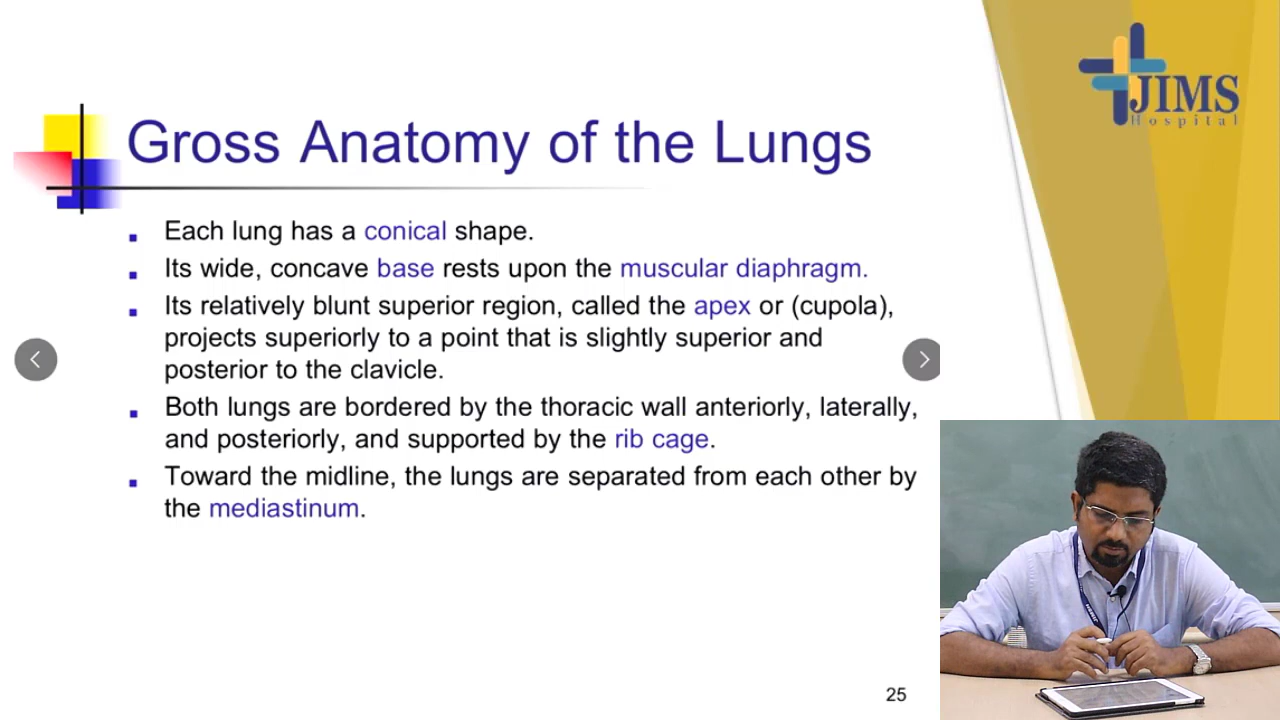 JIMS
Hospital
Gross Anatomy of the Lungs
Each lung has a conical shape.
Its wide, concave base rests upon the muscular diaphragm.
Its relatively blunt superior region, called the apex or (cupola),
projects superiorly to a point that is slightly superior and
posterior to the clavicle.
Both lungs are bordered by the thoracic wall anteriorly, laterally,
and posteriorly, and supported by the rib cage.
Toward the midline, the lungs are separated from each other by
the mediastinum.
25